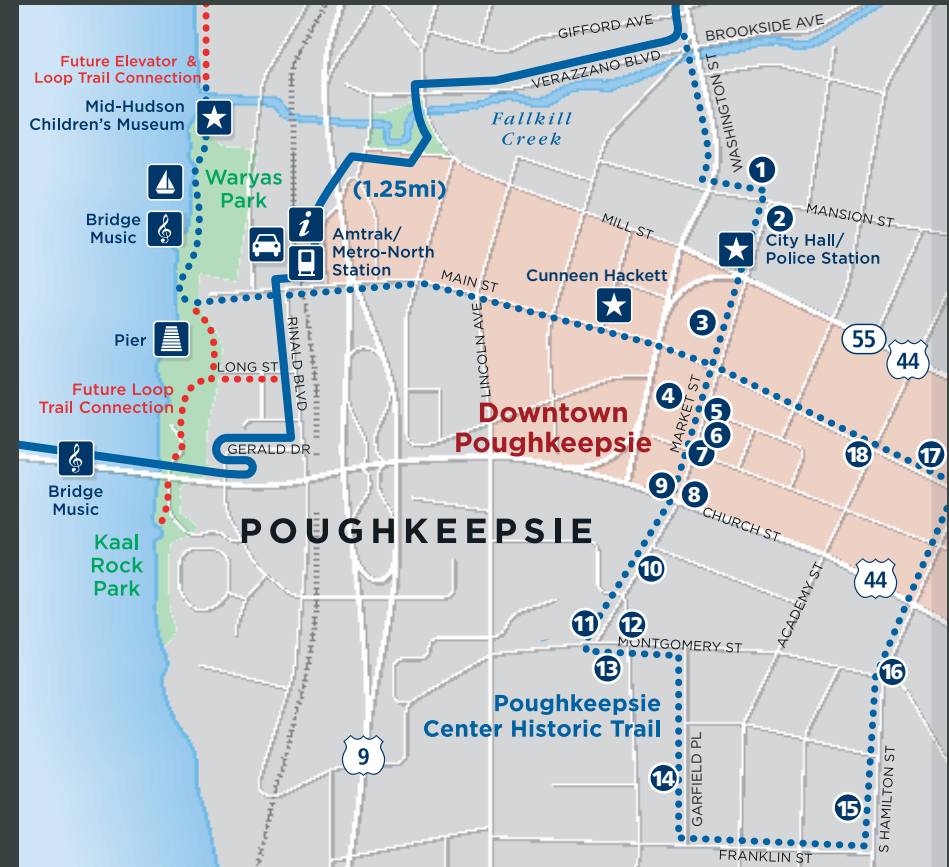 GIFFORD AVE
BROOKSIDE AVE
VERAZZANO BLVD
WASHINGTON ST
Future Elevator &
Loop Trail Connection
Mid-Hudson
Children's Museum
Fallkill
Creek
1
Waryas
Park
(1.25mi)
2
MANSION ST
MILL ST
Bridge
Music
i
Amtrak/
Metro-North
Station
City Hall/
Police Station
MAIN ST
Cunneen Hackett
LINCOLN AVE
3
RINALD BLVD
Pier
55
44
LONG ST
Future Loop
Trail Connection
MARKET ST
4
5
Downtown
Poughkeepsie
6
7
18
17
GERALD DR
Bridge
Music
9
8
CHURCH ST
POUGHKEEPSIE
Kaal
Rock
Park
10
44
ACADEMY ST
11
12
MONTGOMERY ST
13
16
Poughkeepsie
Center Historic Trail
9
GARFIELD PL
14
15
S HAMILTON ST
FRANKLIN ST